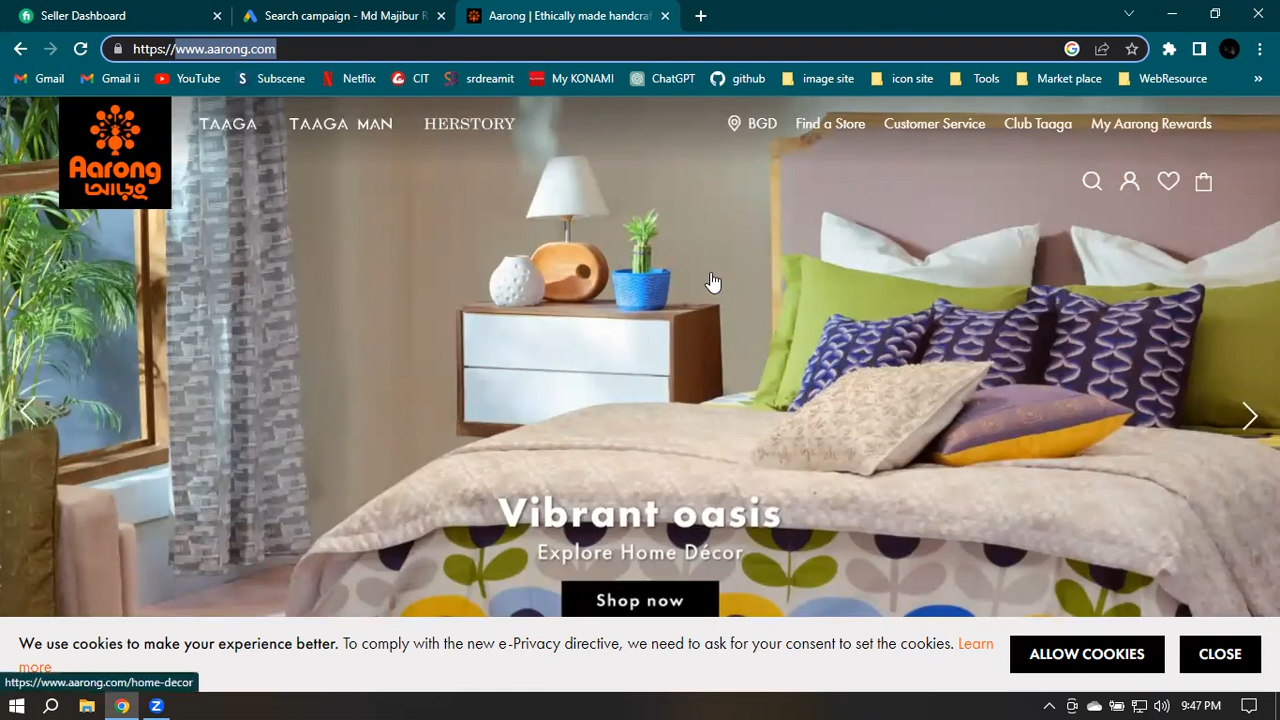 Seller Dashboard
Search campaign - Md Majibur R
Aarong | Ethically made handcraf
https://www.aarong.com
Gmail
Gmail ii
YouTube
Subscene
Netflix
CIT
srdreamit
My KONAMI
ChatGPT
github
image site
icon site
Tools
Market place
WebResource
TAAGA
TAAGA MAN
HERSTORY
BGD
Find a Store
Customer Service
Club Taaga
My Aarong Rewards
Aarong
আড়ং
Vibrant oasis
Explore Home Décor
Shop now
We use cookies to make your experience better. To comply with the new e-Privacy directive, we need to ask for your consent to set the cookies. Learn
more.
ALLOW COOKIES
CLOSE
https://www.aarong.com/home-decor
9:47 PM